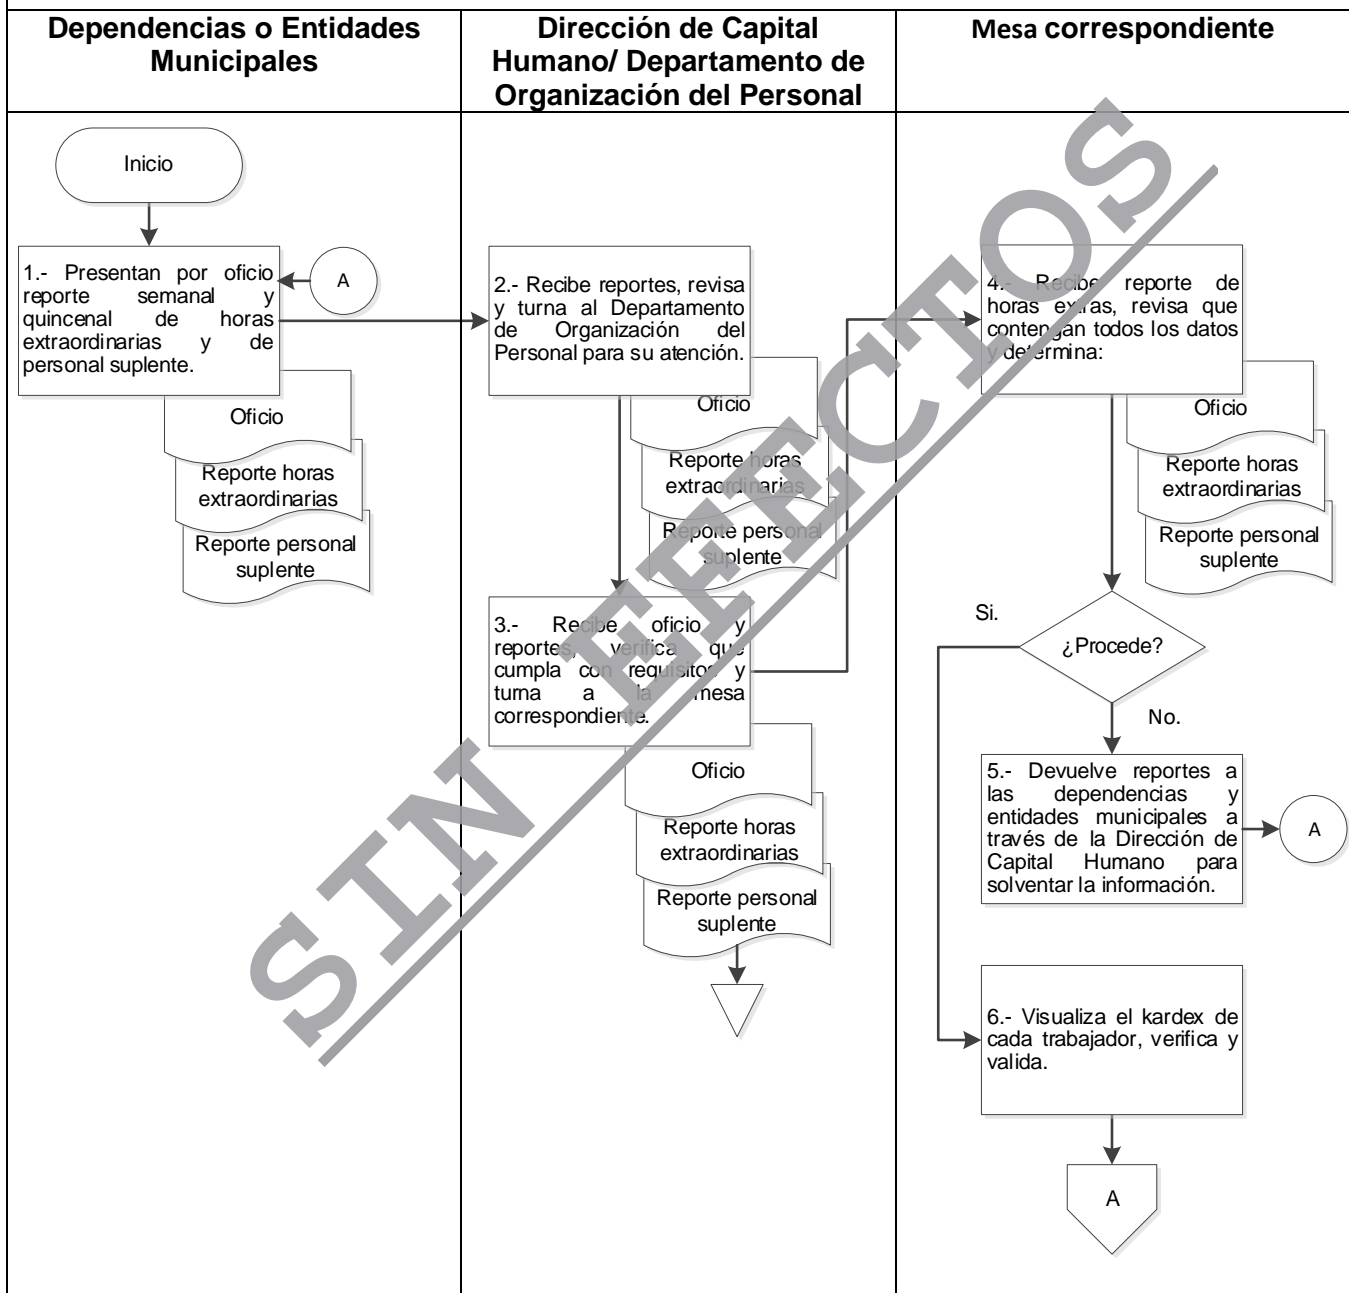 Dependencias o Entidades
Municipales
Dirección de Capital
Humano/ Departamento de
Organización del Personal
Mesa correspondiente
Inicio
1.- Presentan por oficio
reporte semanal y
quincenal de horas
extraordinarias y de
personal suplente.
A
Oficio
Reporte horas
extraordinarias
Reporte personal
suplente
2.- Recibe reportes, revisa
y turna al Departamento
de Organización del
Personal para su atención.
Oficio
Reporte horas
extraordinarias
Reporte personal
suplente
3.- Recibe oficio y
reportes, verifica que
cumpla con requisitos y
turna a la mesa
correspondiente.
Oficio
Reporte horas
extraordinarias
Reporte personal
suplente
4.- Recibe reporte de
horas extras, revisa que
contengan todos los datos
y determina:
Oficio
Reporte horas
extraordinarias
Reporte personal
suplente
Si.
¿Procede?
No.
5.- Devuelve reportes a
las dependencias y
entidades municipales a
través de la Dirección de
Capital Humano para
solventar la información.
A
6.- Visualiza el kardex de
cada trabajador, verifica y
valida.
A
SIN EFECTOS